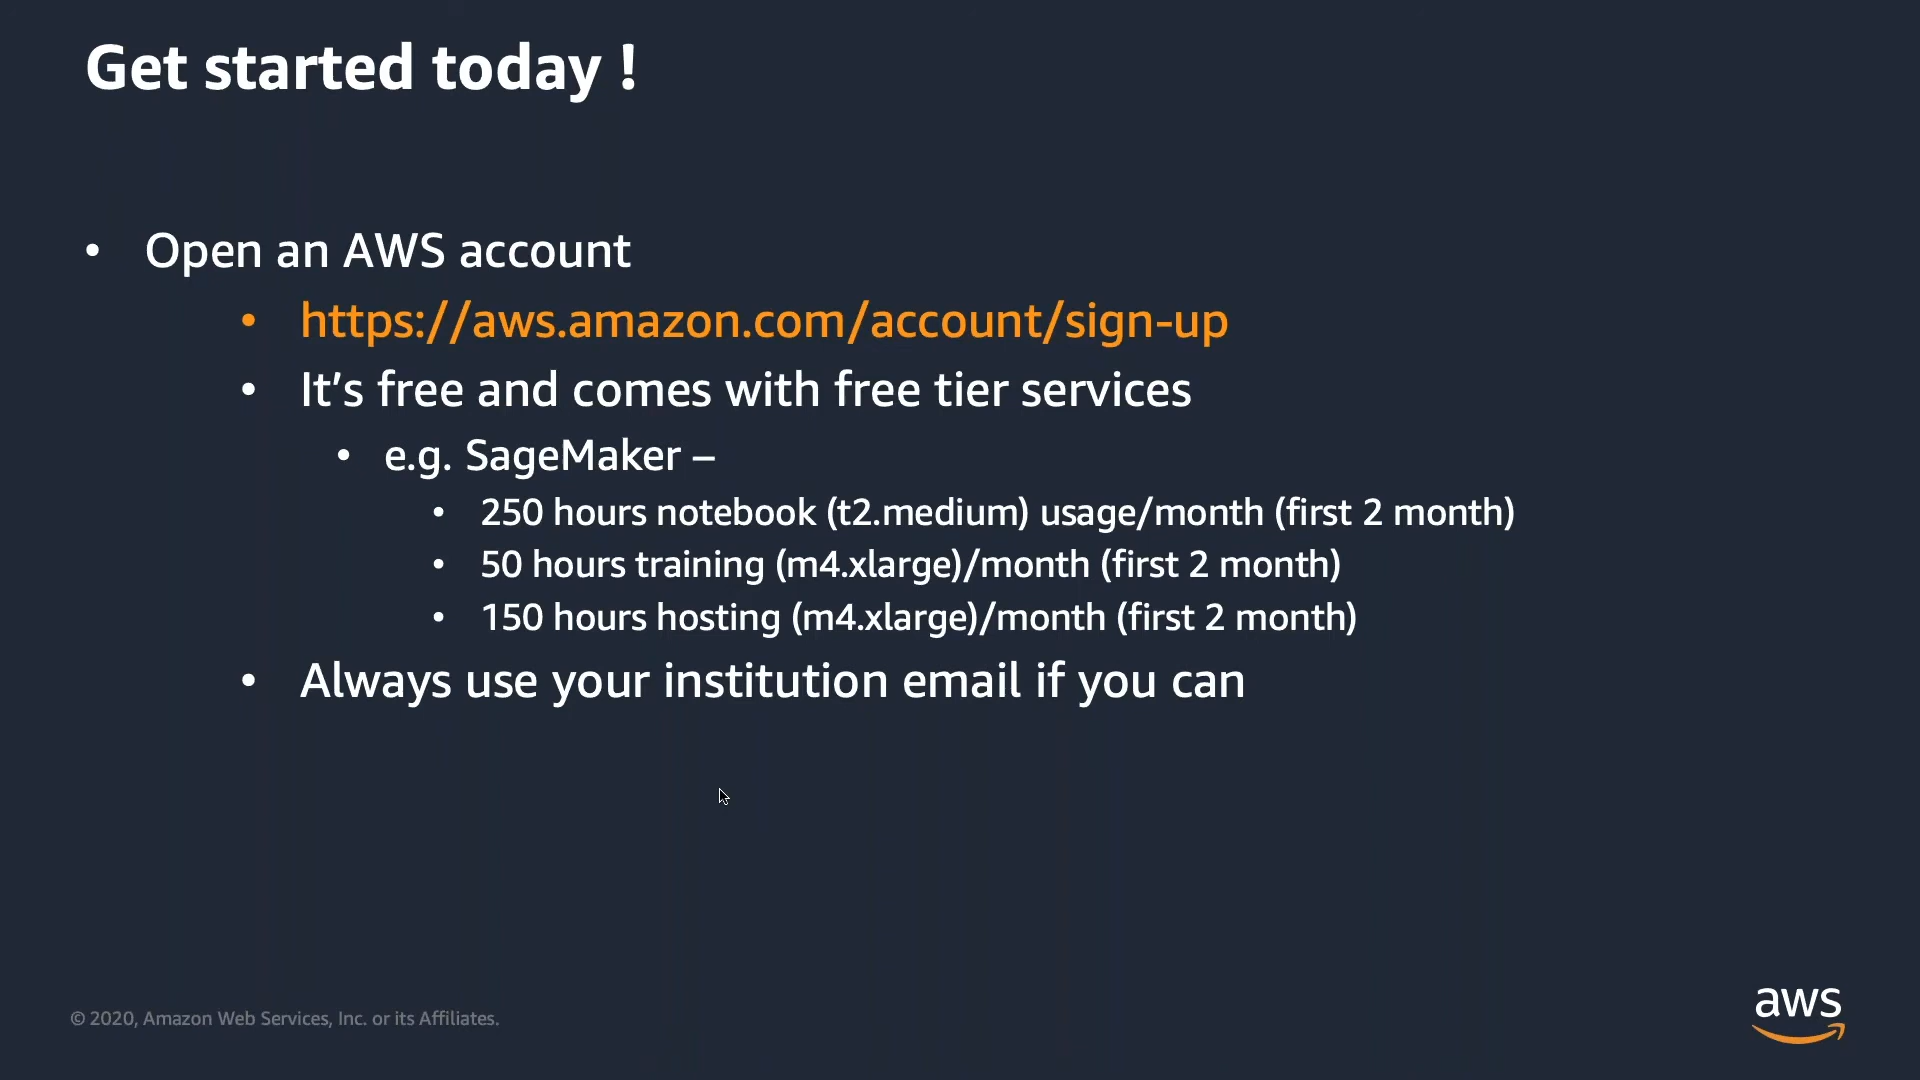 Get started today !
• Open an AWS account
• https://aws.amazon.com/account/sign-up
• It’s free and comes with free tier services
• e.g. SageMaker –
• 250 hours notebook (t2.medium) usage/month (first 2 month)
• 50 hours training (m4.xlarge)/month (first 2 month)
• 150 hours hosting (m4.xlarge)/month (first 2 month)
• Always use your institution email if you can
© 2020, Amazon Web Services, Inc. or its Affiliates.
aws